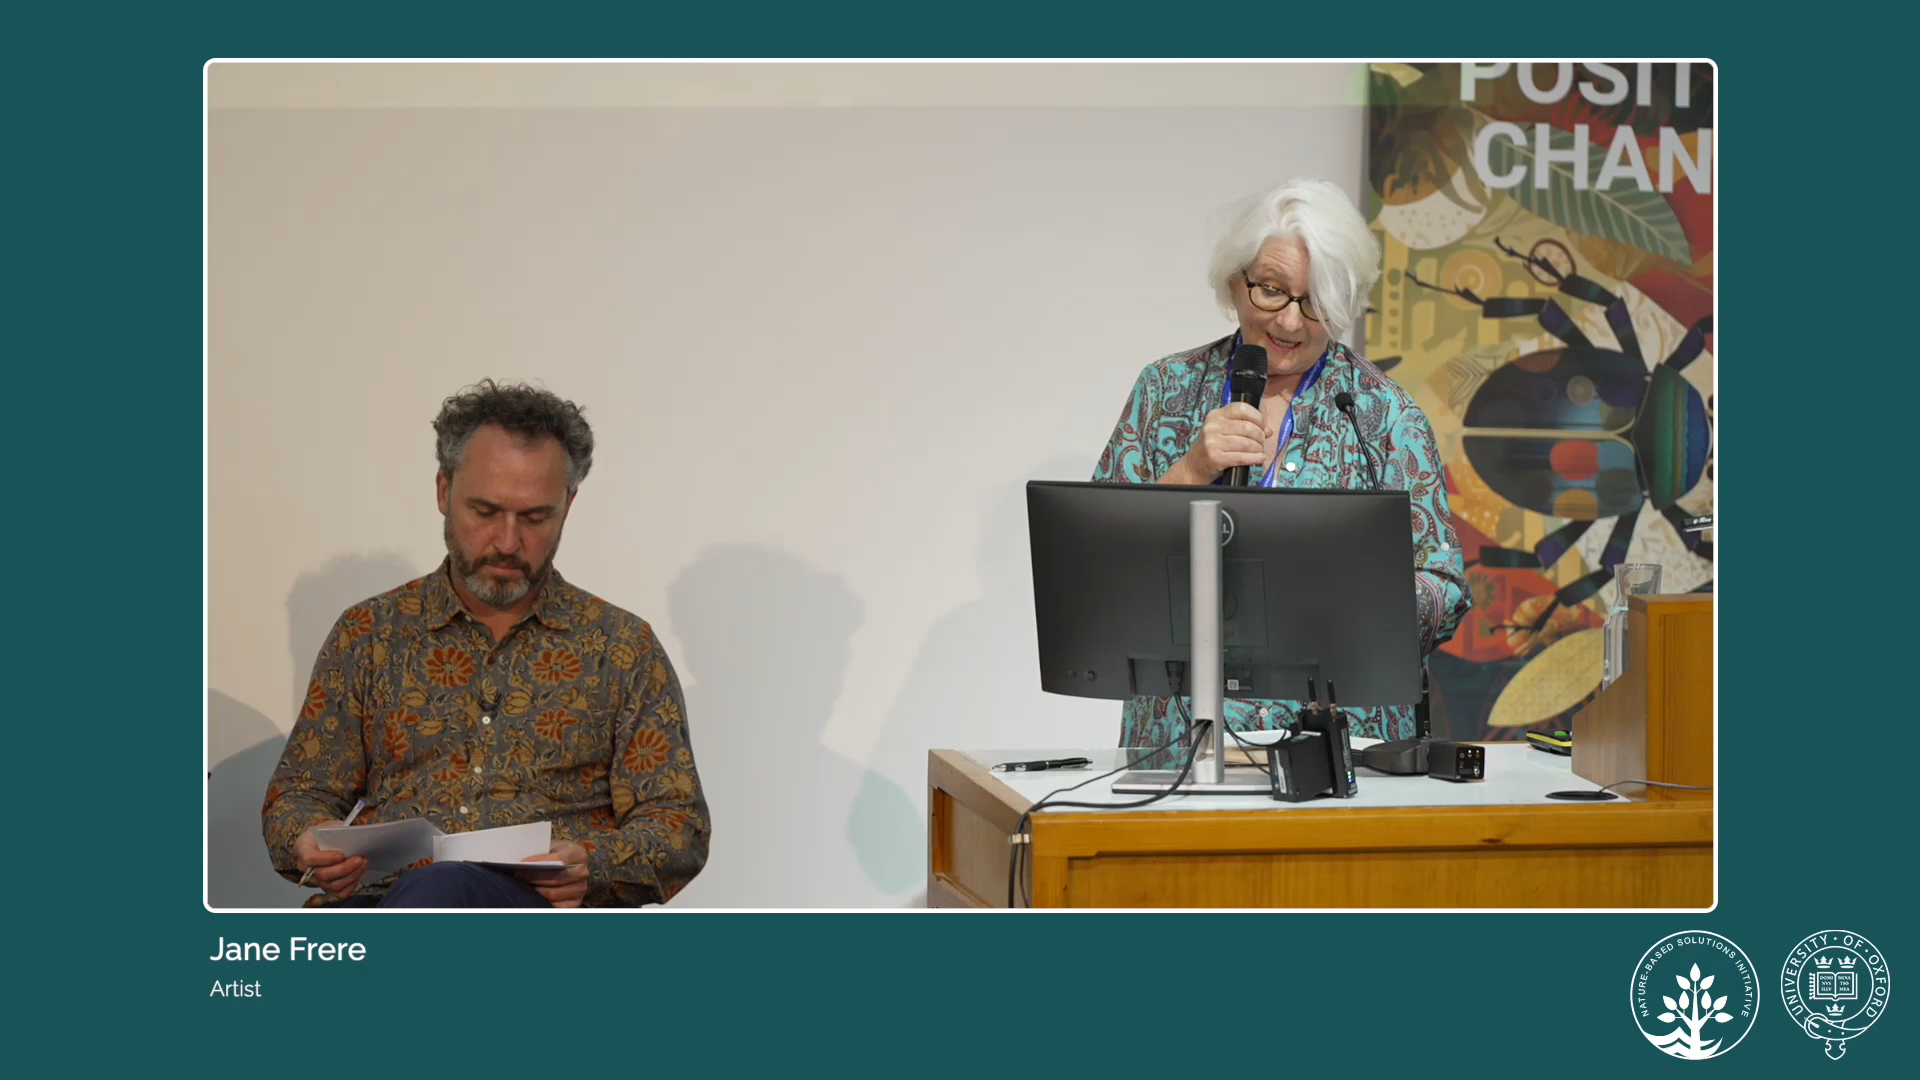 POSIT
CHAN
Jane Frere
Artist
NATURE-BASED SOLUTIONS INITIATIVE
UNIVERSITY · OF · OXFORD